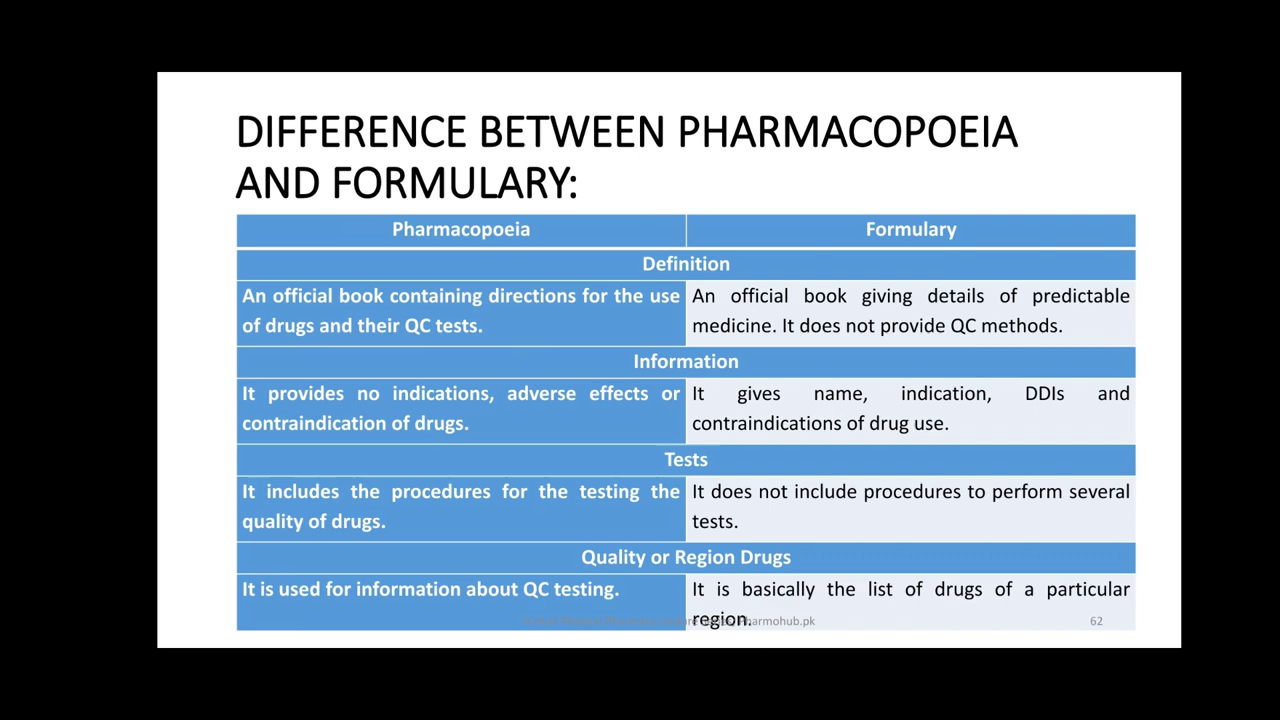 DIFFERENCE BETWEEN PHARMACOPOEIA
AND FORMULARY:
Pharmacopoeia
Formulary
Definition
An official book containing directions for the use
of drugs and their QC tests.
An official book giving details of predictable
medicine. It does not provide QC methods.
Information
It provides no indications, adverse effects or
contraindication of drugs.
It gives name, indication, DDIs and
contraindications of drug use.
Tests
It includes the procedures for the testing the
quality of drugs.
It does not include procedures to perform several
tests.
Quality or Region Drugs
It is used for information about QC testing.
It is basically the list of drugs of a particular
region.
Pharmohub.pk
62